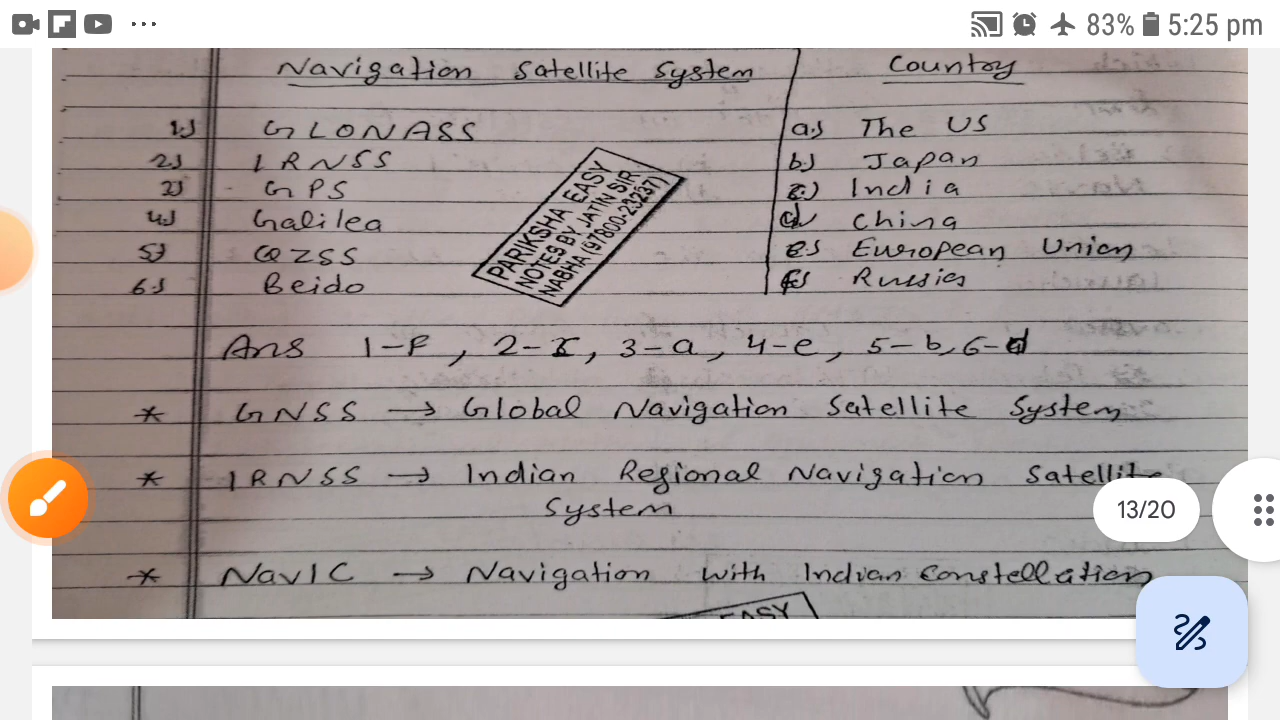 83% 5:25 pm
Navigation Satellite System Country
1) GLONASS a) The US
2) IRNSS b) Japan
3) GPS c) India
4) Galilea d) China
5) QZSS e) European Union
6) Beido f) Russia
PARIKSHA EASY
NOTES BY JATIN SIR
NABHA (97800-23237)
Ans 1-f, 2-c, 3-a, 4-e, 5-b, 6-d
* GNSS → Global Navigation Satellite System
* IRNSS → Indian Regional Navigation Satellite
System
13/20
* NavIC → Navigation with Indian Constellation
EASY